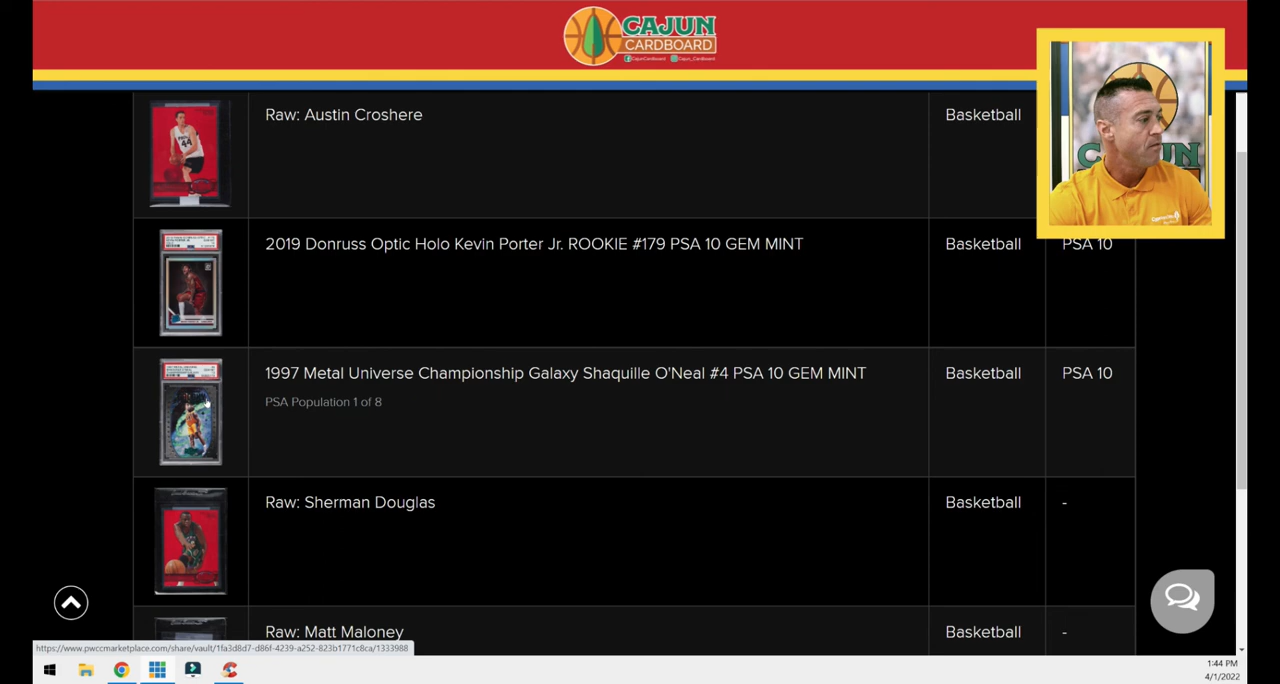 CAJUN
CARDBOARD
CajunCardboard Cajun_Cardboard
Raw: Austin Croshere
Basketball
2019 Donruss Optic Holo Kevin Porter Jr. ROOKIE #179 PSA 10 GEM MINT
Basketball
PSA 10
1997 Metal Universe Championship Galaxy Shaquille O'Neal #4 PSA 10 GEM MINT
PSA Population 1 of 8
Basketball
PSA 10
Raw: Sherman Douglas
Basketball
-
Raw: Matt Maloney
Basketball
-
https://www.pwccmarketplace.com/share/vault/1fa3d8d7-d86f-4239-a252-823b1771c8ca/1333988
1:44 PM
4/1/2022
44